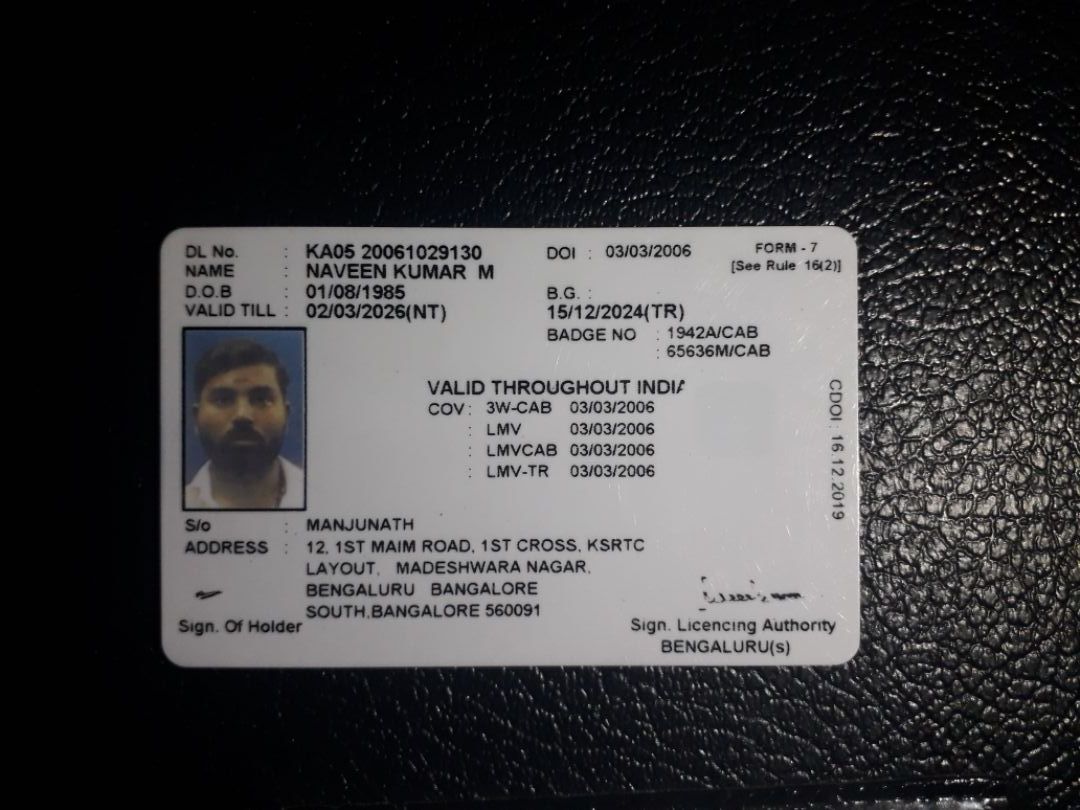 DL No. : KA05 20061029130 DOI : 03/03/2006 FORM - 7
NAME : NAVEEN KUMAR M [See Rule 16(2)]
D.O.B : 01/08/1985 B.G. :
VALID TILL : 02/03/2026(NT) 15/12/2024(TR)
BADGE NO : 1942A/CAB
: 65636M/CAB
VALID THROUGHOUT INDIA
COV : 3W-CAB 03/03/2006
: LMV 03/03/2006
: LMVCAB 03/03/2006
: LMV-TR 03/03/2006
CDOI : 16.12.2019
S/o : MANJUNATH
ADDRESS : 12, 1ST MAIM ROAD, 1ST CROSS, KSRTC
LAYOUT, MADESHWARA NAGAR,
BENGALURU BANGALORE
SOUTH,BANGALORE 560091
Sign. Of Holder
Sign. Licencing Authority
BENGALURU(s)